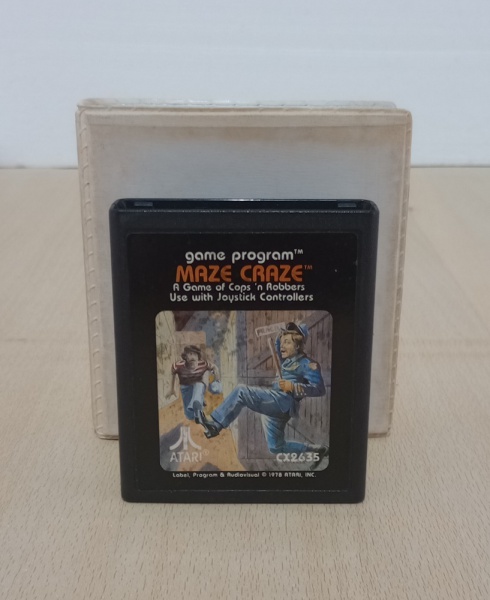 game program™
MAZE CRAZE™
A Game of Cops 'n Robbers
Use with Joystick Controllers
ATARI®
CX2635
Label, Program & Audiovisual © 1978 ATARI, INC.